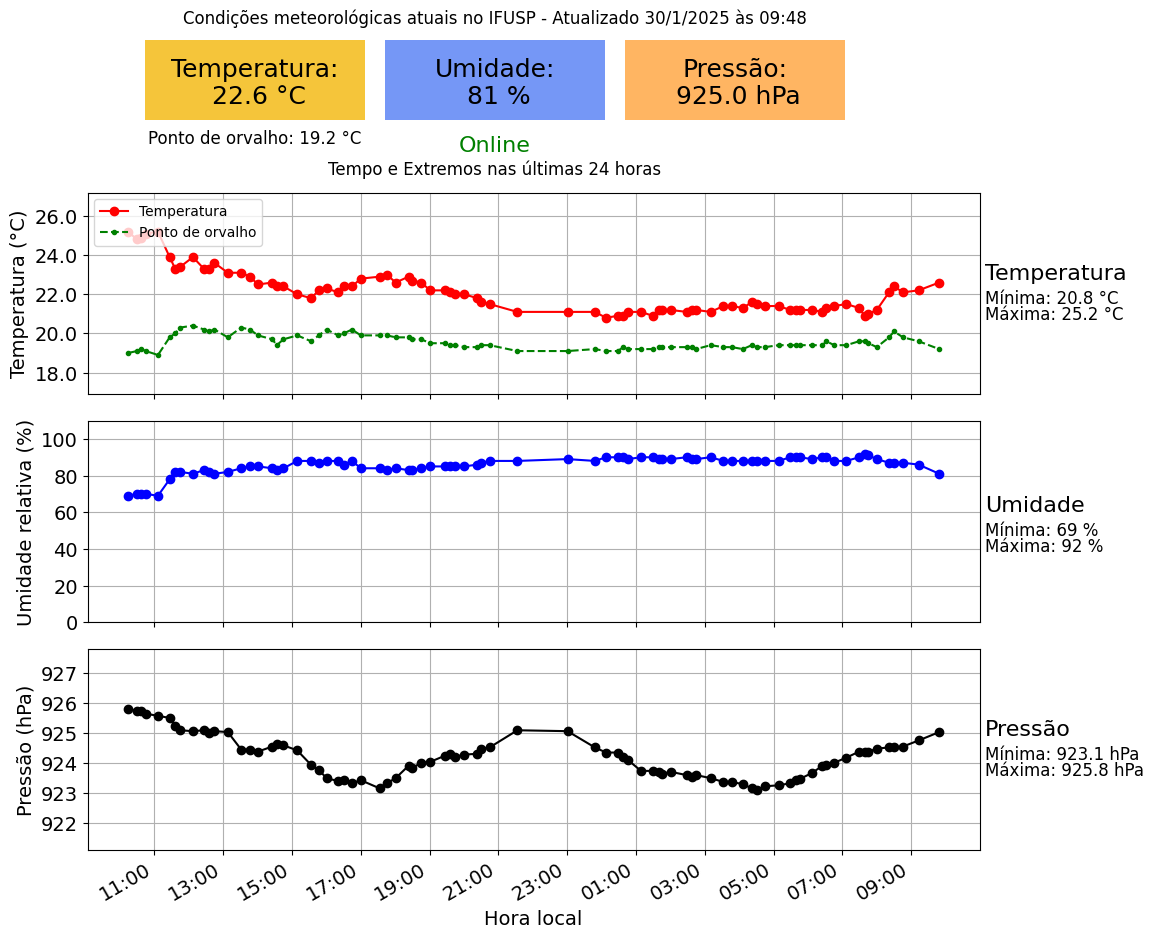 Condições meteorológicas atuais no IFUSP - Atualizado 30/1/2025 às 09:48
Temperatura:
22.6 °C
Umidade:
81 %
Pressão:
925.0 hPa
Ponto de orvalho: 19.2 °C
Online
Tempo e Extremos nas últimas 24 horas
Temperatura (°C)
26.0
24.0
22.0
20.0
18.0
Temperatura
Ponto de orvalho
Temperatura
Mínima: 20.8 °C
Máxima: 25.2 °C
Umidade relativa (%)
100
80
60
40
20
0
Umidade
Mínima: 69 %
Máxima: 92 %
Pressão (hPa)
927
926
925
924
923
922
Pressão
Mínima: 923.1 hPa
Máxima: 925.8 hPa
11:00 13:00 15:00 17:00 19:00 21:00 23:00 01:00 03:00 05:00 07:00 09:00
Hora local